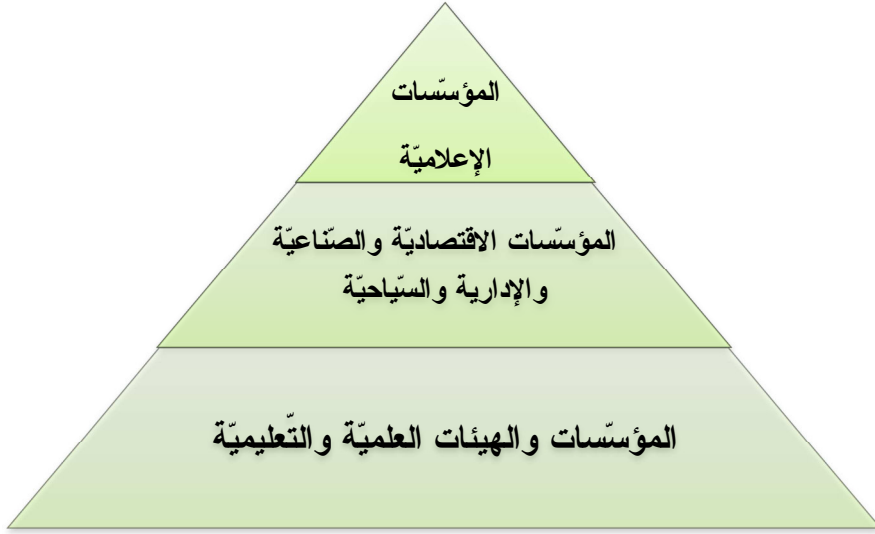 المؤسّسات
الإعلاميّة
المؤسّسات الاقتصاديّة والصّناعيّة
والإدارية والسّياحيّة
المؤسّسات والهيئات العلميّة والتّعليميّة